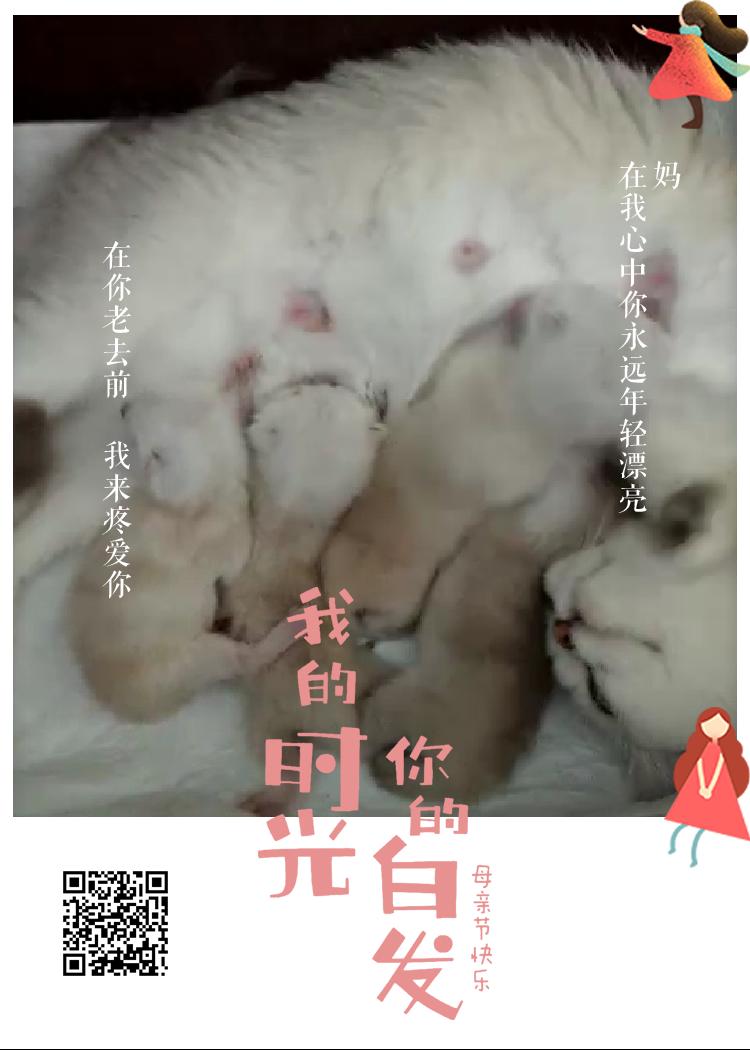 妈
在我心中你永远年轻漂亮
在你老去前 我来疼爱你
我的时光
你的白发
母亲节快乐